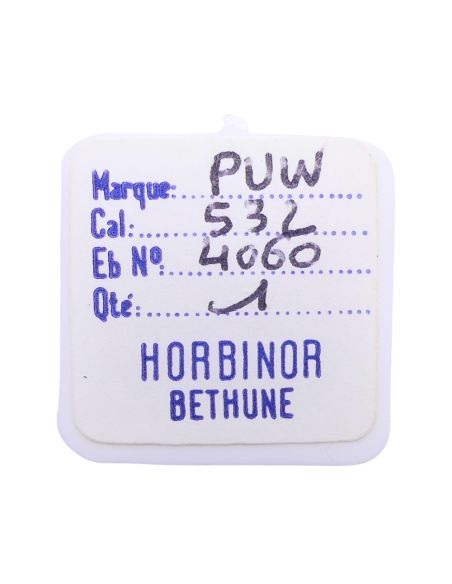 Marque: PUW
Cal: 532
Eb Nº: 4060
Qté: 1
HORBINOR
BETHUNE